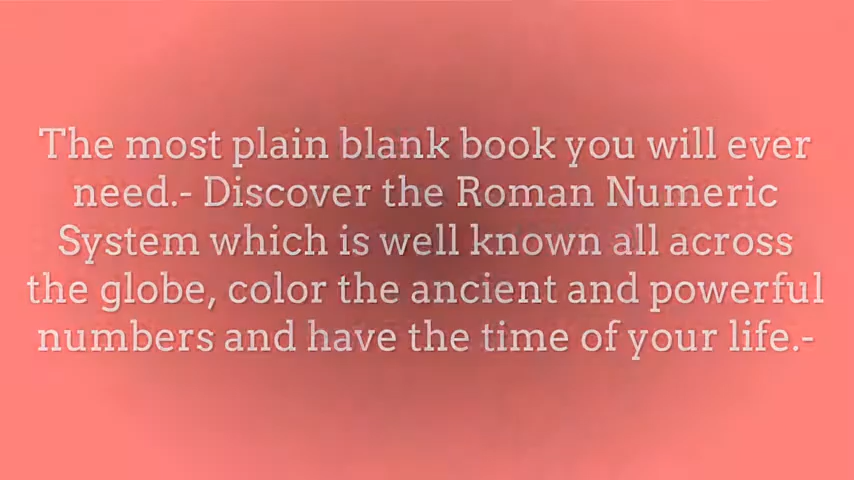 The most plain blank book you will ever
need.- Discover the Roman Numeric
System which is well known all across
the globe, color the ancient and powerful
numbers and have the time of your life.-